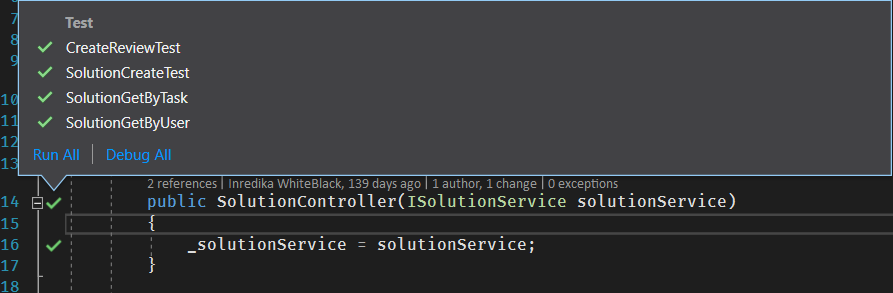 6
7
8
9
10
11
12
13
Test
CreateReviewTest
SolutionCreateTest
SolutionGetByTask
SolutionGetByUser
Run All | Debug All
2 references | Inredika WhiteBlack, 139 days ago | 1 author, 1 change | 0 exceptions
14 public SolutionController(ISolutionService solutionService)
15 {
16 _solutionService = solutionService;
17 }
18